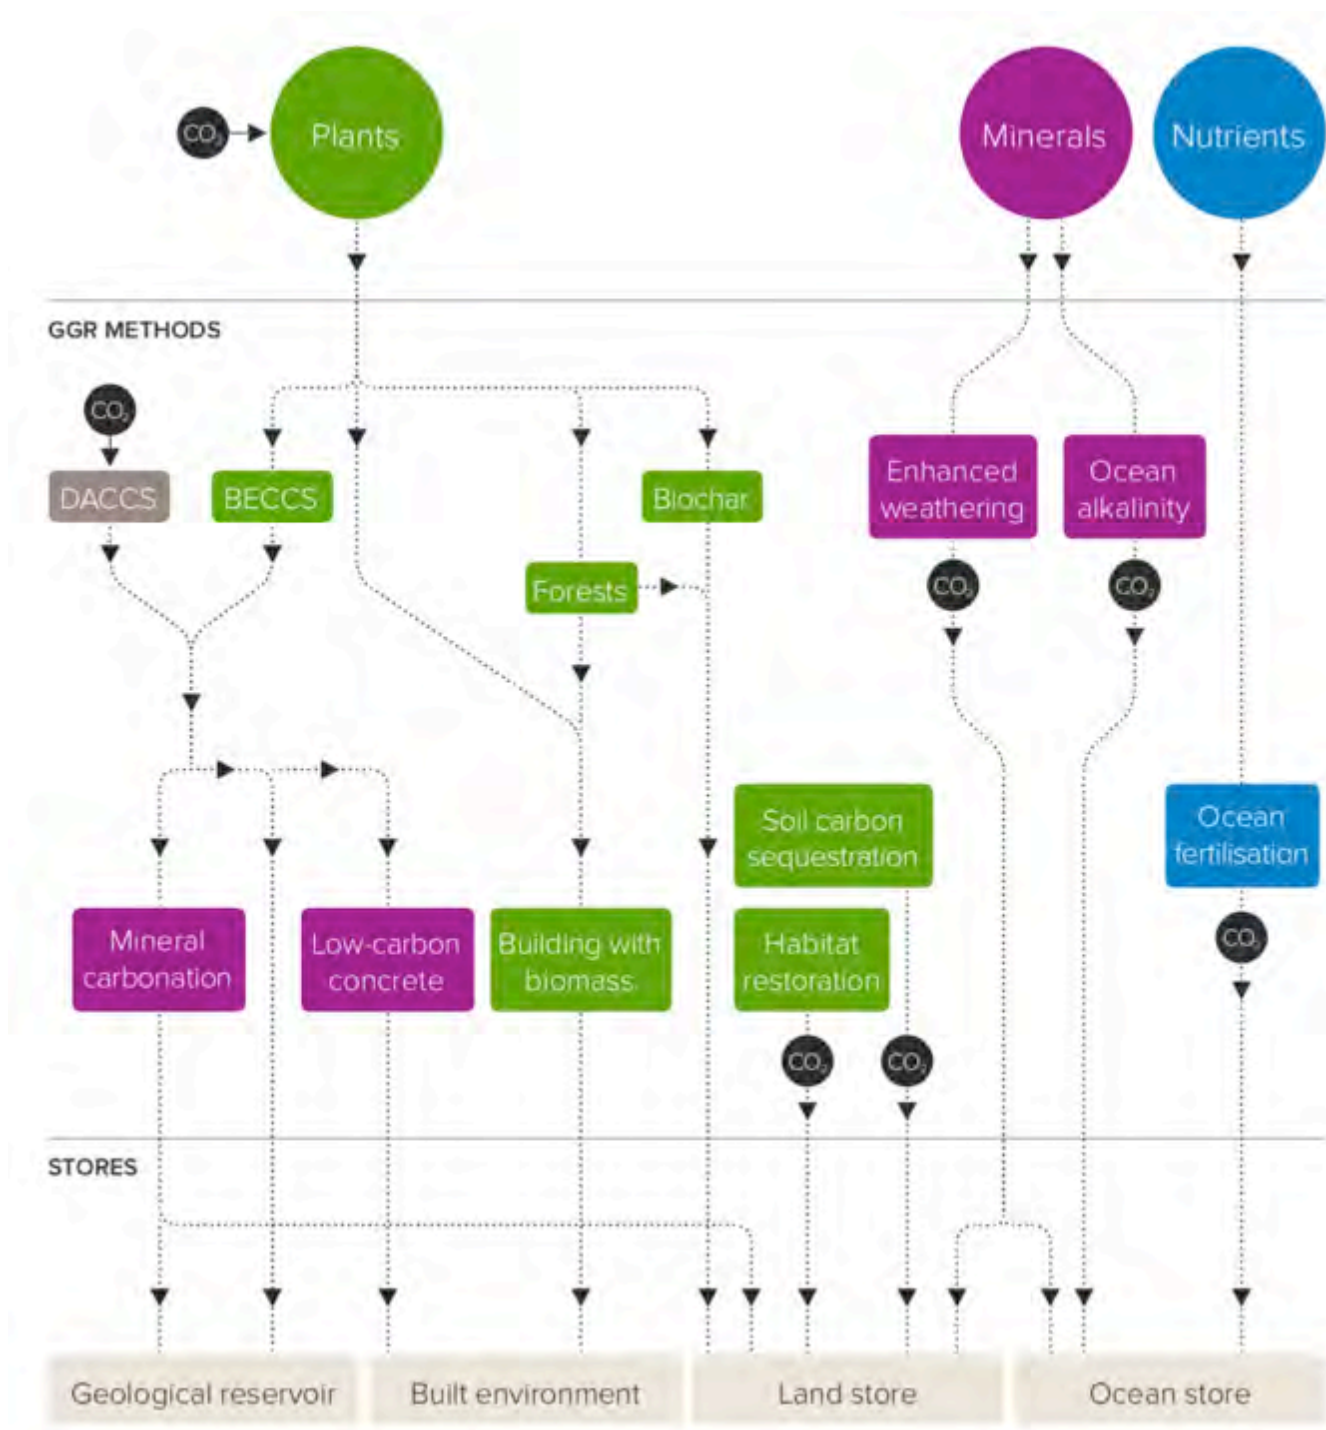 CO₂
Plants
Minerals
Nutrients
GGR METHODS
CO₂
DACCS
BECCS
Biochar
Enhanced
weathering
Ocean
alkalinity
Forests
CO₂
CO₂
Soil carbon
sequestration
Ocean
fertilisation
Mineral
carbonation
Low-carbon
concrete
Building with
biomass
Habitat
restoration
CO₂
CO₂
CO₂
STORES
Geological reservoir
Built environment
Land store
Ocean store